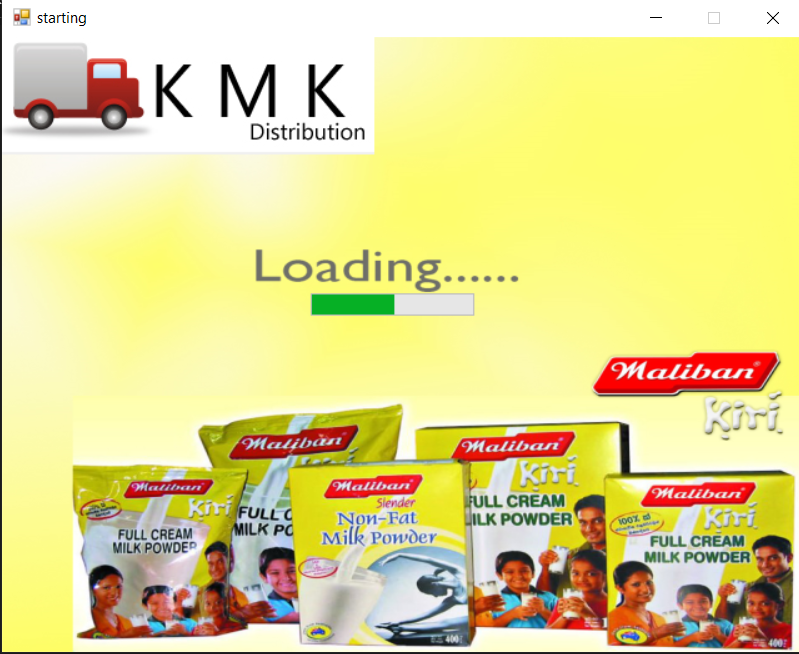 starting
K M K
Distribution
Loading......
Maliban
Kiri
Maliban
Kiri
FULL CREAM
MILK POWDER
Maliban
FULL C
MILK PO
Maliban
Slender
Non-Fat
Milk Powder
400
Maliban
Kiri
FULL CREAM
MILK POWDER
Maliban
Kiri
100%
FULL CREAM
MILK POWDER
400